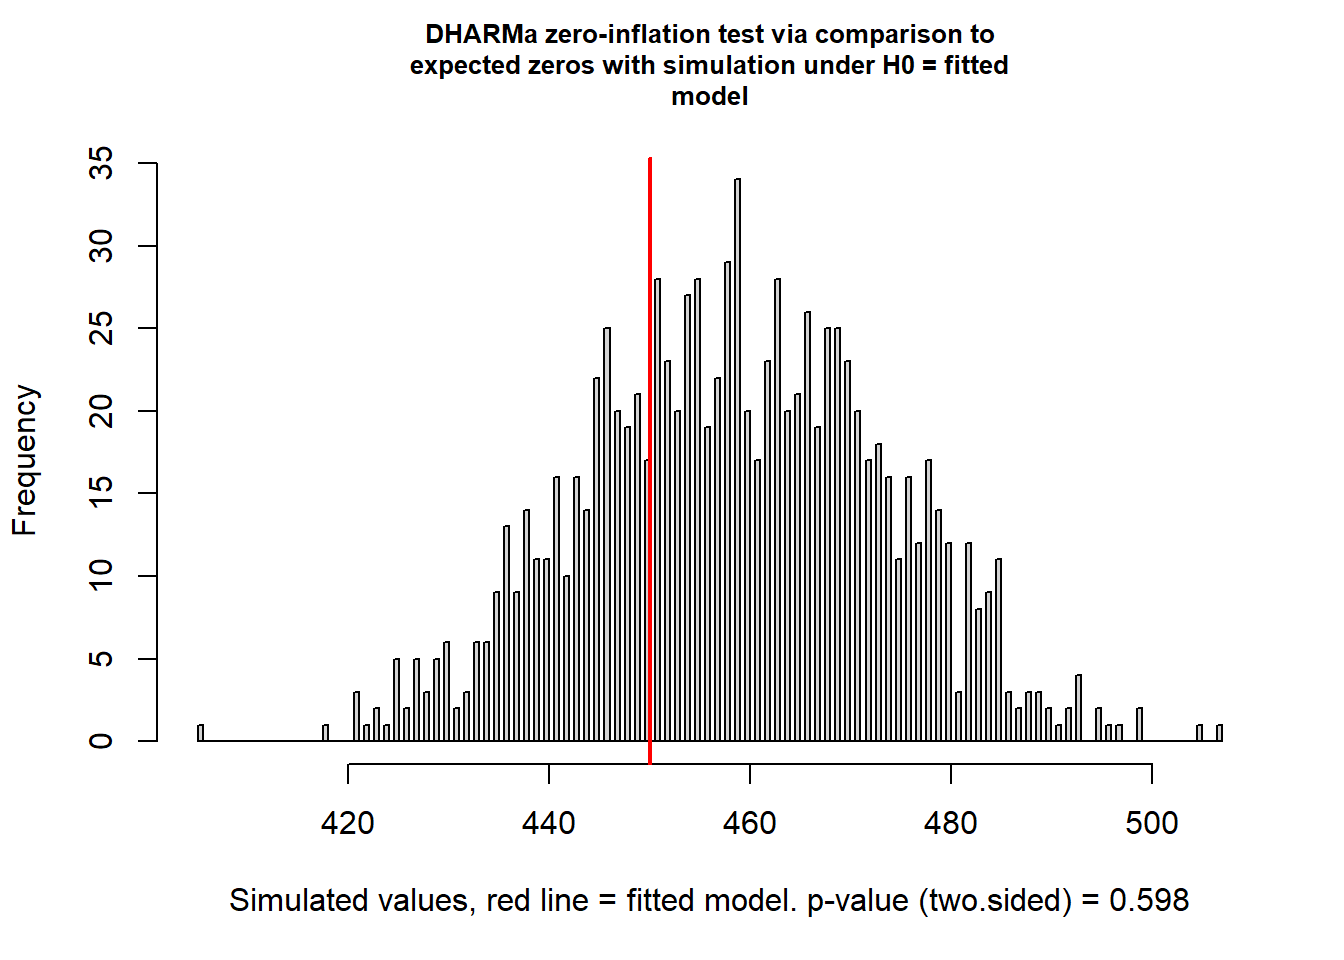 DHARMa zero-inflation test via comparison to
expected zeros with simulation under H0 = fitted
model
35
30
25
20
15
10
5
0
Frequency
420 440 460 480 500
Simulated values, red line = fitted model. p-value (two.sided) = 0.598